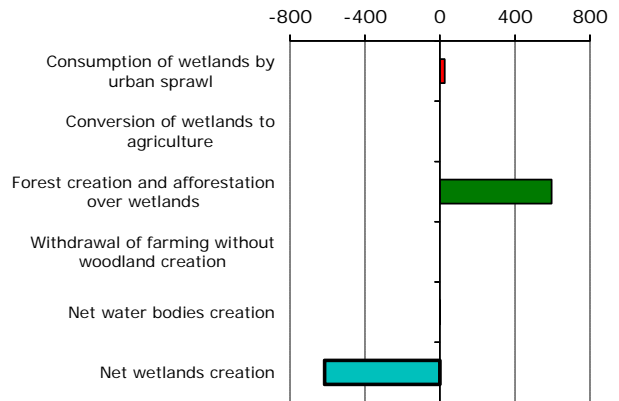 -800 -400 0 400 800
Consumption of wetlands by
urban sprawl
Conversion of wetlands to
agriculture
Forest creation and afforestation
over wetlands
Withdrawal of farming without
woodland creation
Net water bodies creation
Net wetlands creation